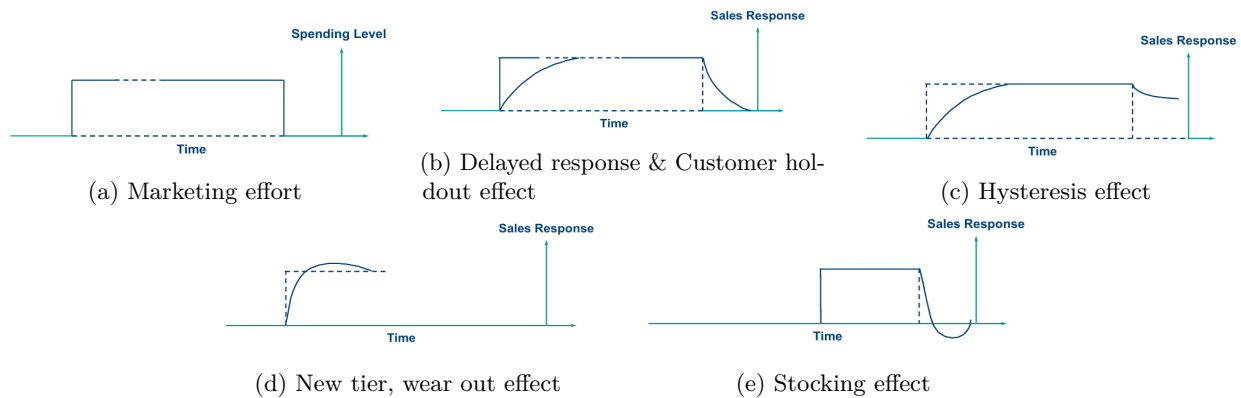 Spending Level
Time
(a) Marketing effort
Sales Response
Time
(b) Delayed response & Customer hol-
dout effect
Sales Response
Time
(c) Hysteresis effect
Sales Response
Time
(d) New tier, wear out effect
Sales Response
Time
(e) Stocking effect